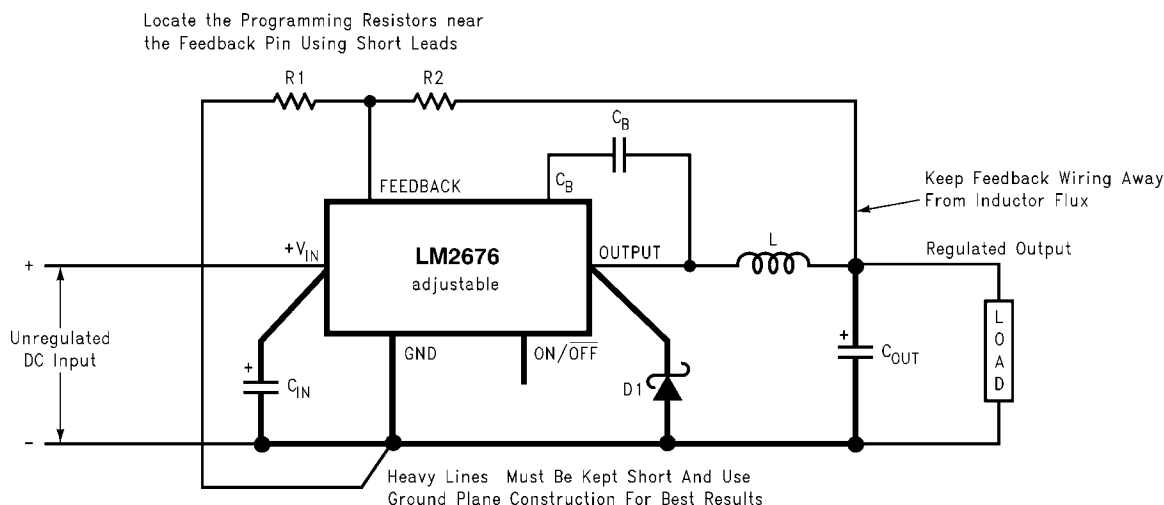 Locate the Programming Resistors near
the Feedback Pin Using Short Leads
R1
R2
C_B
FEEDBACK
C_B
Keep Feedback Wiring Away
From Inductor Flux
+V_IN
LM2676
adjustable
OUTPUT
L
Regulated Output
+
Unregulated
DC Input
-
GND
ON/O̅F̅F̅
+
C_IN
D1
+
C_OUT
LOAD
Heavy Lines Must Be Kept Short And Use
Ground Plane Construction For Best Results